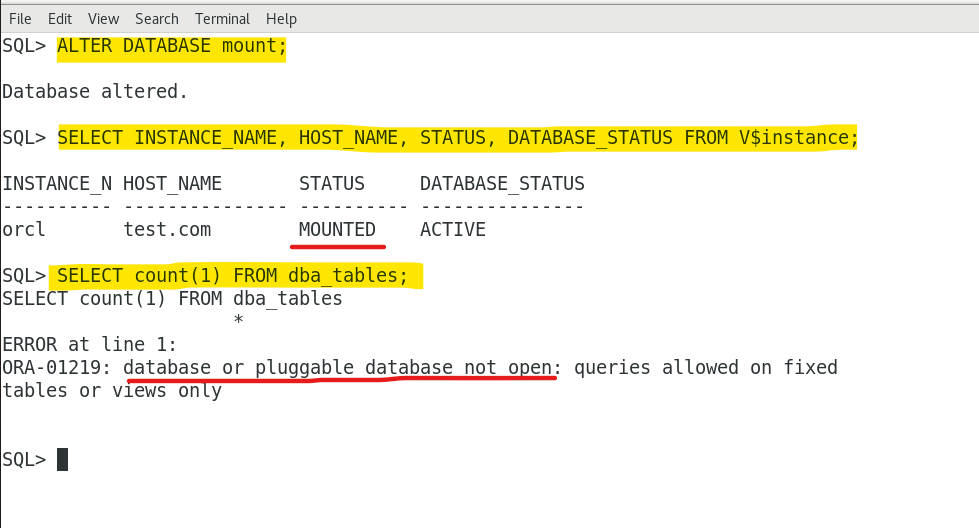 File Edit View Search Terminal Help
SQL> ALTER DATABASE mount;
Database altered.
SQL> SELECT INSTANCE_NAME, HOST_NAME, STATUS, DATABASE_STATUS FROM V$instance;
INSTANCE_N HOST_NAME       STATUS     DATABASE_STATUS
---------- --------------- ---------- ---------------
orcl       test.com        MOUNTED    ACTIVE
SQL> SELECT count(1) FROM dba_tables;
SELECT count(1) FROM dba_tables
                     *
ERROR at line 1:
ORA-01219: database or pluggable database not open: queries allowed on fixed
tables or views only
SQL>